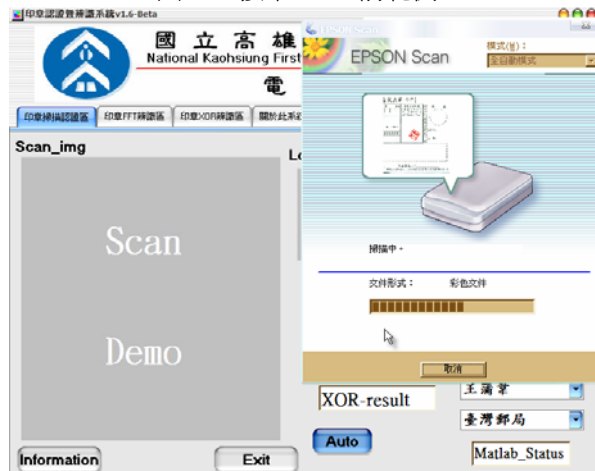 印章認證暨辨識系統v1.6-Beta
國 立 高 雄
National Kaohsiung First
電
印章掃描認證區
印章FFT辨識區
印章XOR辨識區
關於此系統
Scan_img
Scan
Demo
EPSON Scan
EPSON Scan
模式(M)：
全自動模式
掃描中。
文件形式：
彩色文件
取消
XOR-result
王蒲葦
臺灣郵局
Auto
Matlab_Status
Information
Exit